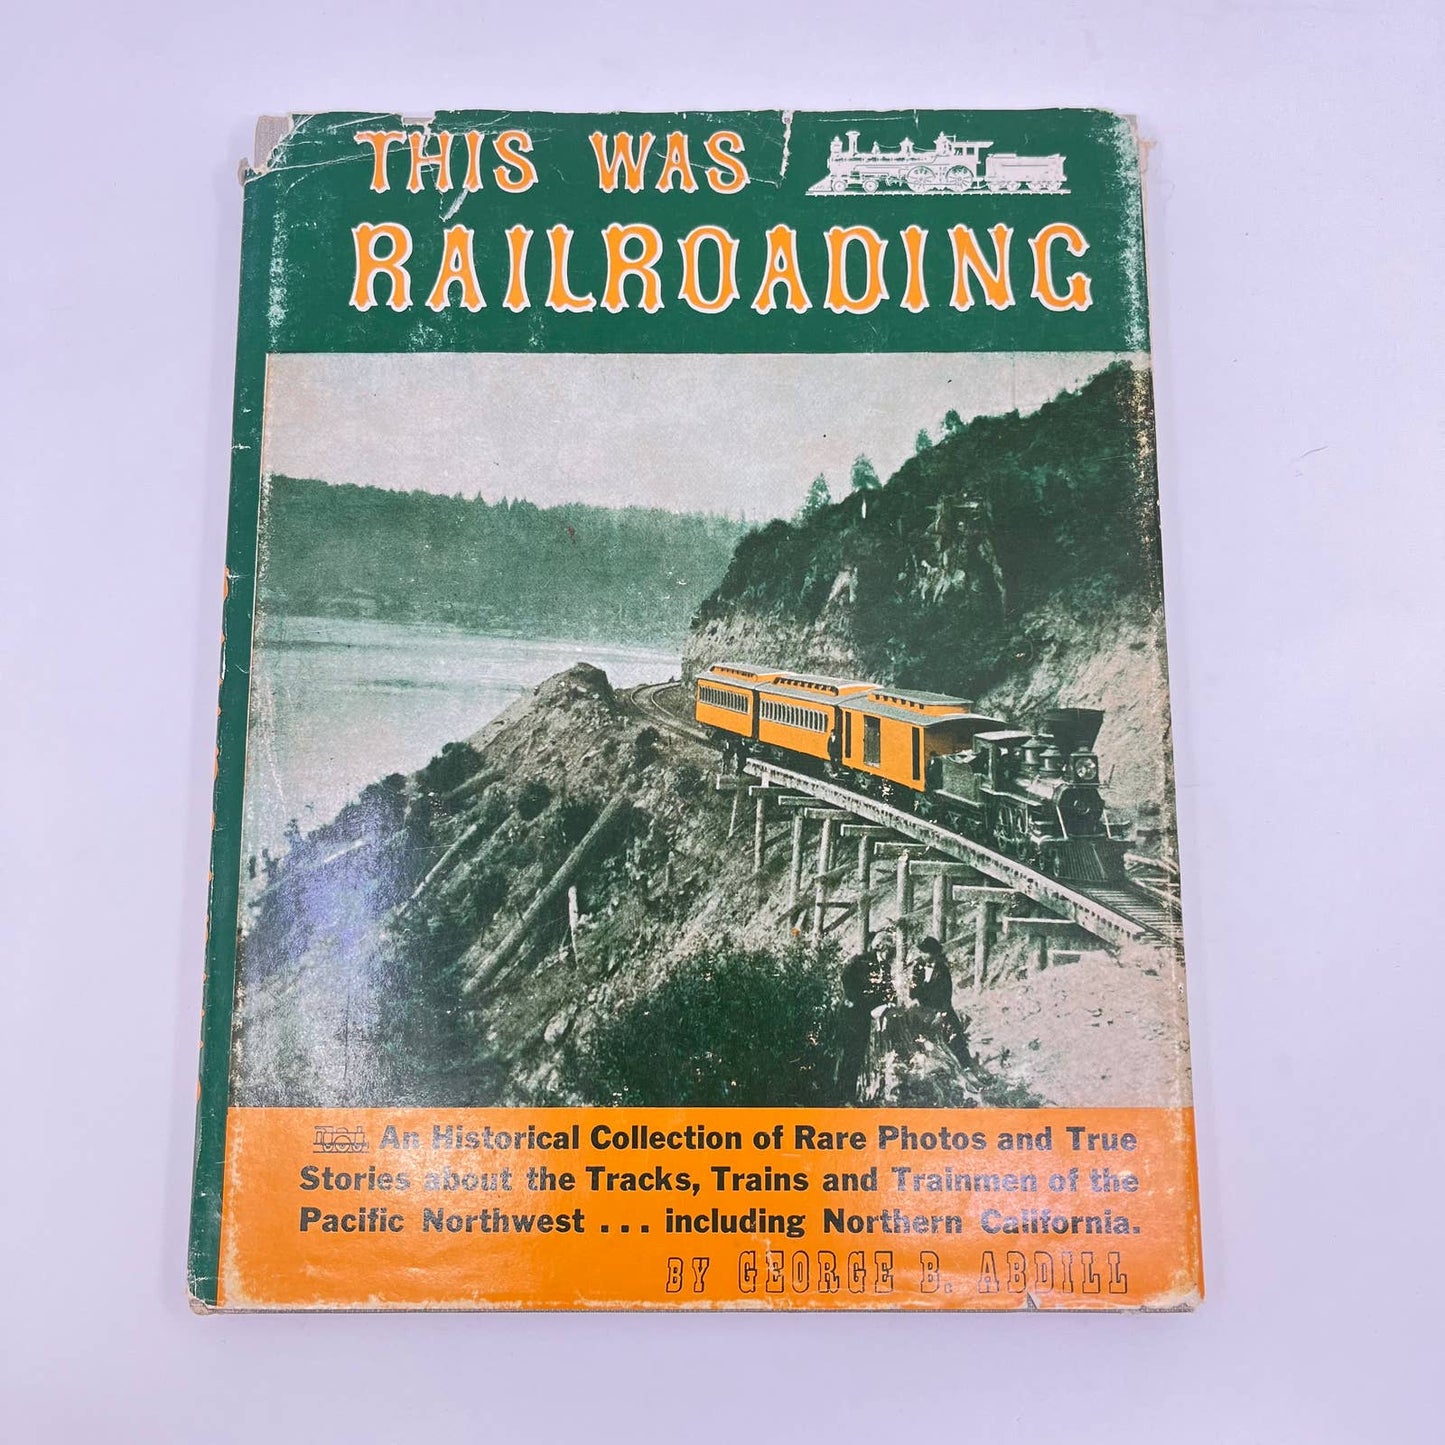 THIS WAS
RAILROADING
An Historical Collection of Rare Photos and True
Stories about the Tracks, Trains and Trainmen of the
Pacific Northwest . . . including Northern California.
BY GEORGE B. ABDILL